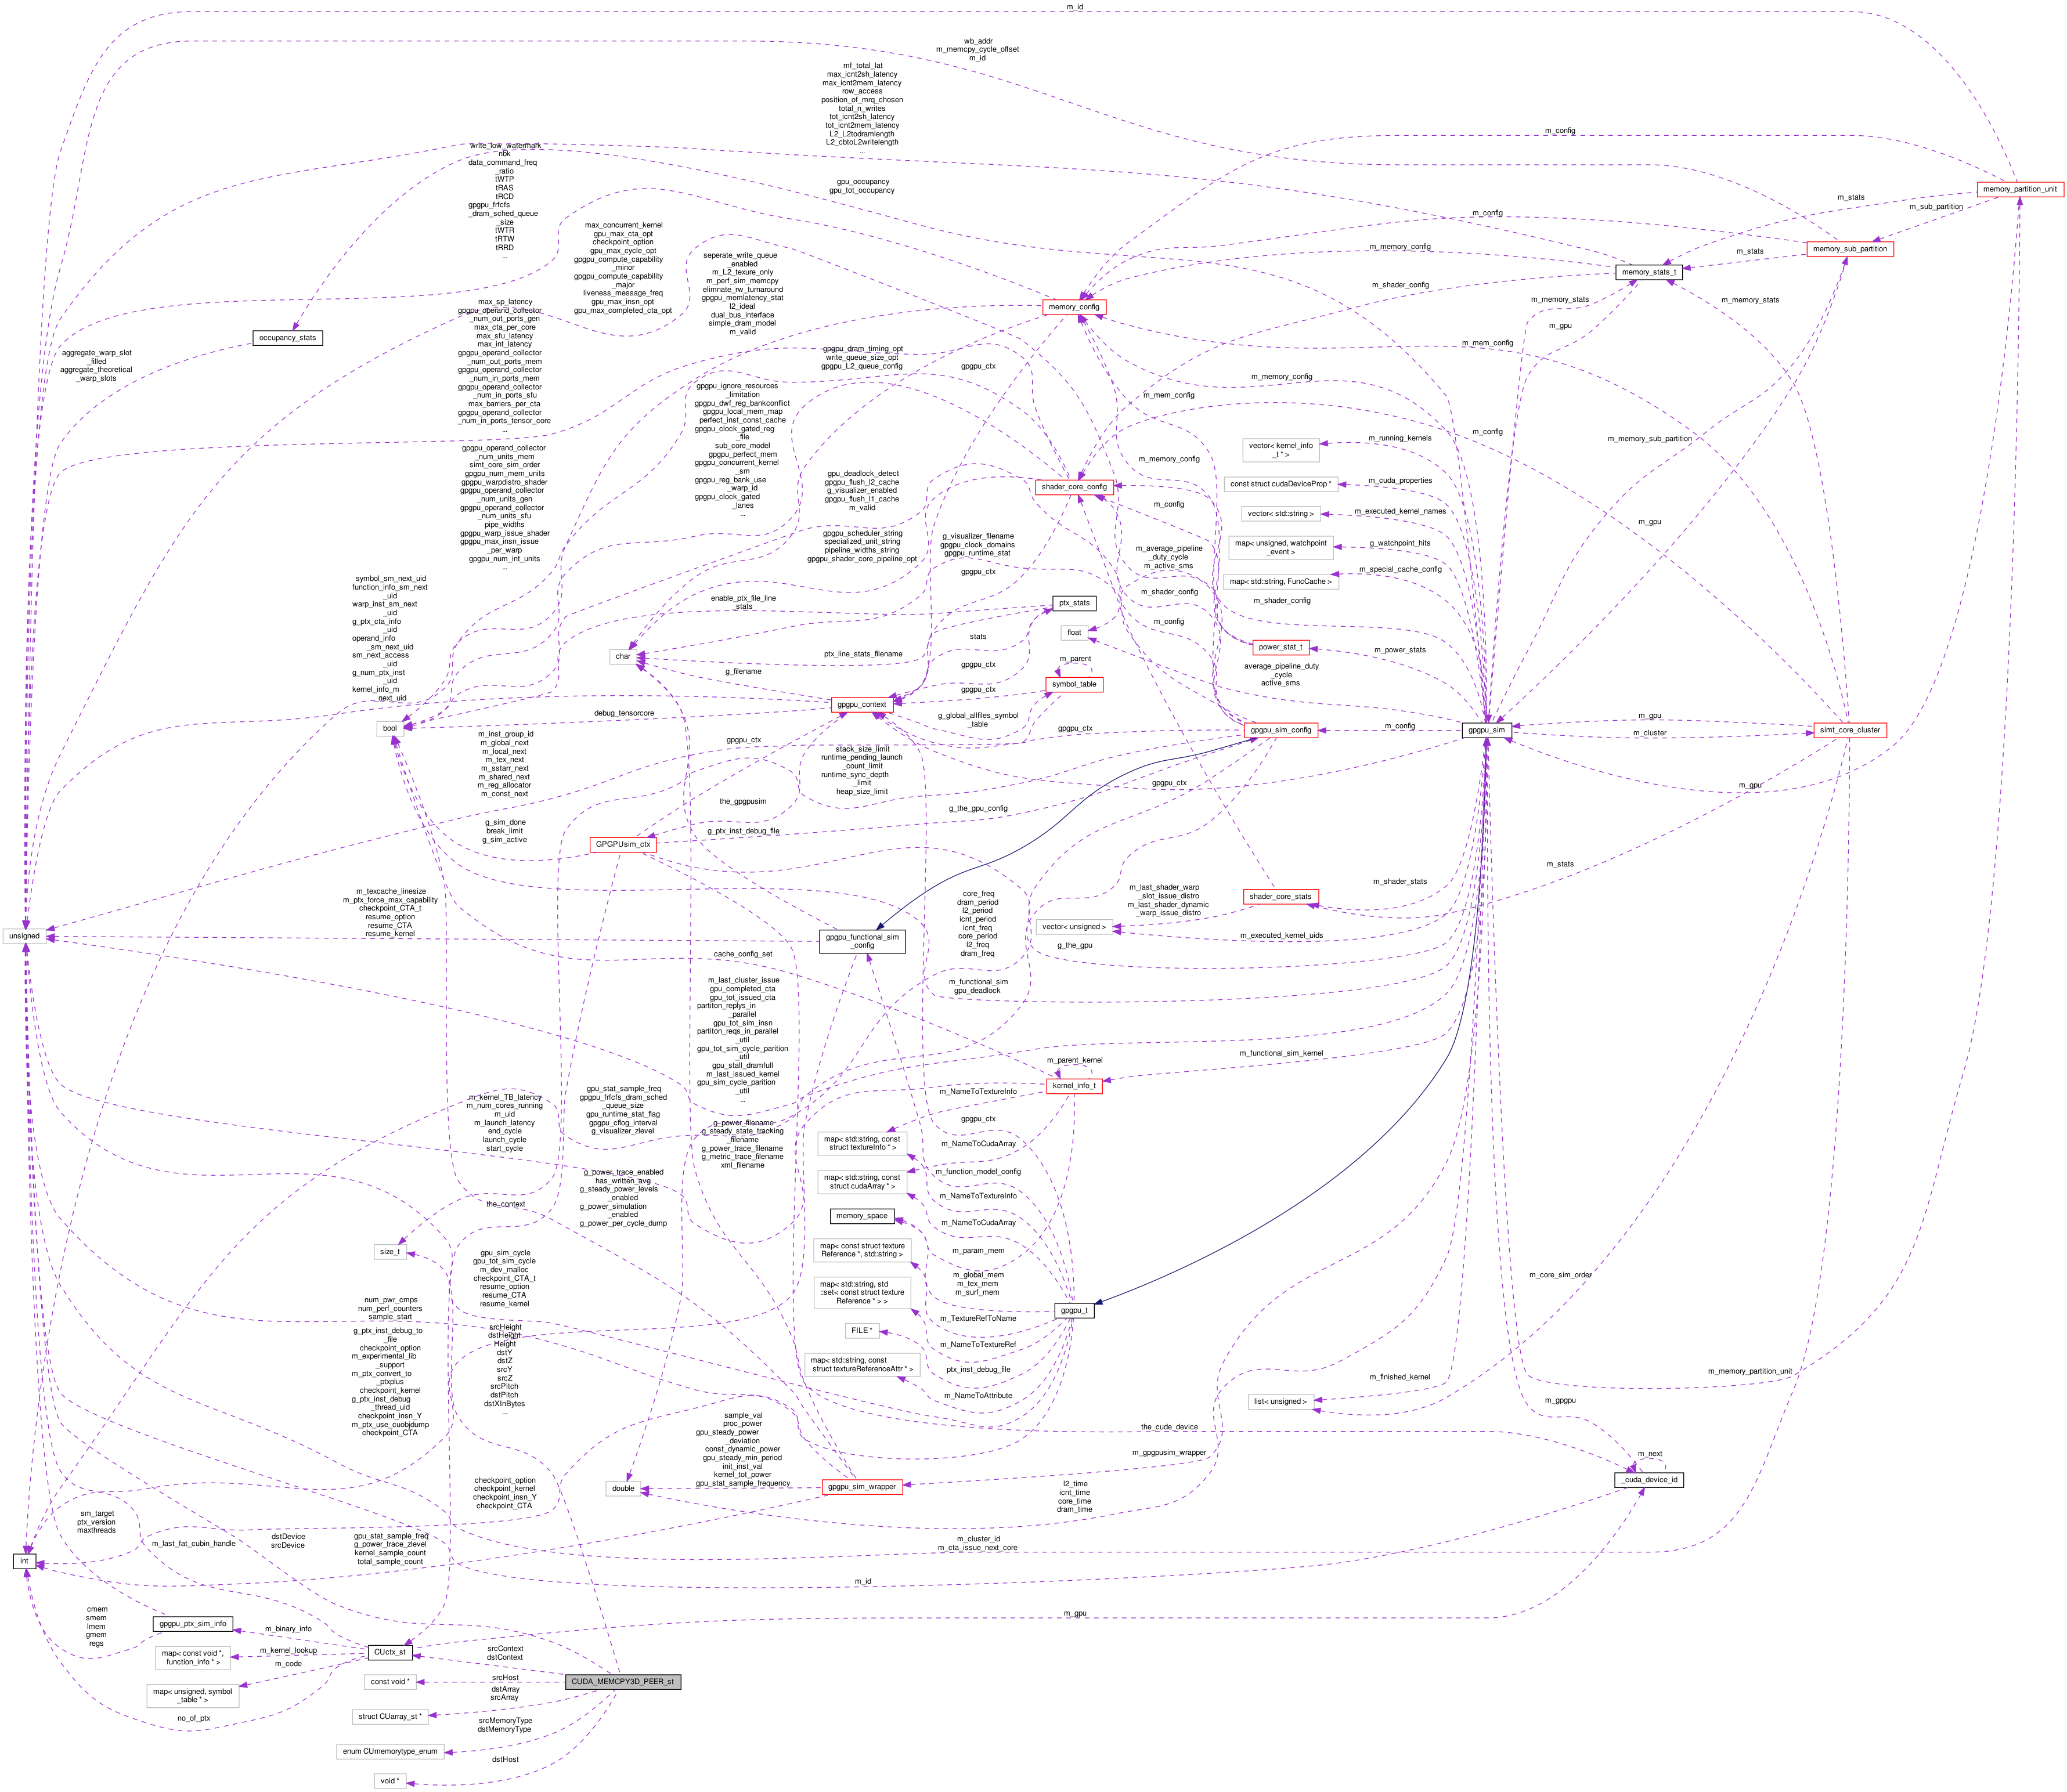 m_id
wb_addr
m_memcpy_cycle_offset
m_id
mf_total_lat
max_icnt2sh_latency
max_icnt2mem_latency
row_access
position_of_mrq_chosen
total_n_writes
tot_icnt2sh_latency
tot_icnt2mem_latency
L2_L2todramlength
L2_cbtoL2writelength
...
m_config
write_low_watermark
nbk
data_command_freq
_ratio
tWTP
tRAS
tRCD
gpgpu_frfcfs
_dram_sched_queue
_size
tWTR
tRTW
tRRD
...
gpu_occupancy
gpu_tot_occupancy
memory_partition_unit
m_stats
m_sub_partition
m_config
max_concurrent_kernel
gpu_max_cta_opt
checkpoint_option
gpu_max_cycle_opt
gpgpu_compute_capability
_minor
gpgpu_compute_capability
_major
liveness_message_freq
gpu_max_insn_opt
gpu_max_completed_cta_opt
m_memory_config
memory_sub_partition
m_stats
memory_stats_t
seperate_write_queue
_enabled
m_L2_texure_only
m_perf_sim_memcpy
elimnate_rw_turnaround
gpgpu_memlatency_stat
l2_ideal
dual_bus_interface
simple_dram_model
m_valid
m_shader_config
m_memory_stats
m_memory_stats
memory_config
m_gpu
max_sp_latency
gpgpu_operand_collector
_num_out_ports_gen
max_cta_per_core
max_sfu_latency
max_int_latency
gpgpu_operand_collector
_num_out_ports_mem
gpgpu_operand_collector
_num_in_ports_mem
gpgpu_operand_collector
_num_in_ports_sfu
max_barriers_per_cta
gpgpu_operand_collector
_num_in_ports_tensor_core
...
occupancy_stats
m_mem_config
aggregate_warp_slot
_filled
aggregate_theoretical
_warp_slots
gpgpu_dram_timing_opt
write_queue_size_opt
gpgpu_L2_queue_config
gpgpu_ctx
m_memory_config
gpgpu_ignore_resources
_limitation
gpgpu_dwf_reg_bankconflict
gpgpu_local_mem_map
perfect_inst_const_cache
gpgpu_clock_gated_reg
_file
sub_core_model
gpgpu_perfect_mem
gpgpu_concurrent_kernel
_sm
gpgpu_reg_bank_use
_warp_id
gpgpu_clock_gated
_lanes
...
m_mem_config
m_config
m_running_kernels
m_memory_sub_partition
vector< kernel_info
_t * >
gpgpu_operand_collector
_num_units_mem
simt_core_sim_order
gpgpu_num_mem_units
gpgpu_warpdistro_shader
gpgpu_operand_collector
_num_units_gen
gpgpu_operand_collector
_num_units_sfu
pipe_widths
gpgpu_warp_issue_shader
gpgpu_max_insn_issue
_per_warp
gpgpu_num_int_units
...
m_memory_config
gpu_deadlock_detect
gpgpu_flush_l2_cache
g_visualizer_enabled
gpgpu_flush_l1_cache
m_valid
shader_core_config
const struct cudaDeviceProp *
m_cuda_properties
m_config
vector< std::string >
m_executed_kernel_names
m_gpu
gpgpu_scheduler_string
specialized_unit_string
pipeline_widths_string
gpgpu_shader_core_pipeline_opt
g_visualizer_filename
gpgpu_clock_domains
gpgpu_runtime_stat
map< unsigned, watchpoint
_event >
g_watchpoint_hits
m_average_pipeline
_duty_cycle
m_active_sms
gpgpu_ctx
map< std::string, FuncCache >
m_special_cache_config
symbol_sm_next_uid
function_info_sm_next
_uid
warp_inst_sm_next
_uid
g_ptx_cta_info
_uid
operand_info
_sm_next_uid
sm_next_access
_uid
g_num_ptx_inst
_uid
kernel_info_m
_next_uid
enable_ptx_file_line
_stats
ptx_stats
m_shader_config
m_shader_config
float
m_config
stats
char
ptx_line_stats_filename
power_stat_t
m_power_stats
gpgpu_ctx
m_parent
g_filename
average_pipeline_duty
_cycle
active_sms
symbol_table
gpgpu_ctx
gpgpu_context
debug_tensorcore
g_global_allfiles_symbol
_table
bool
gpgpu_ctx
gpgpu_ctx
gpgpu_sim_config
m_config
gpgpu_sim
m_gpu
m_cluster
simt_core_cluster
m_inst_group_id
m_global_next
m_local_next
m_tex_next
m_sstarr_next
m_shared_next
m_reg_allocator
m_const_next
stack_size_limit
runtime_pending_launch
_count_limit
runtime_sync_depth
_limit
heap_size_limit
gpgpu_ctx
m_gpu
the_gpgpusim
g_the_gpu_config
g_sim_done
break_limit
g_sim_active
g_ptx_inst_debug_file
GPGPUsim_ctx
m_stats
m_texcache_linesize
m_ptx_force_max_capability
checkpoint_CTA_t
resume_option
resume_CTA
resume_kernel
core_freq
dram_period
l2_period
icnt_period
icnt_freq
core_period
l2_freq
dram_freq
m_last_shader_warp
_slot_issue_distro
m_last_shader_dynamic
_warp_issue_distro
shader_core_stats
m_shader_stats
vector< unsigned >
m_executed_kernel_uids
unsigned
gpgpu_functional_sim
_config
g_the_gpu
cache_config_set
m_functional_sim
gpu_deadlock
m_last_cluster_issue
gpu_completed_cta
gpu_tot_issued_cta
partiton_replys_in
_parallel
gpu_tot_sim_insn
partiton_reqs_in_parallel
_util
gpu_tot_sim_cycle_parition
_util
gpu_stall_dramfull
m_last_issued_kernel
gpu_sim_cycle_parition
_util
...
m_functional_sim_kernel
m_parent_kernel
kernel_info_t
m_NameToTextureInfo
m_kernel_TB_latency
m_num_cores_running
m_uid
m_launch_latency
end_cycle
launch_cycle
start_cycle
gpu_stat_sample_freq
gpgpu_frfcfs_dram_sched
_queue_size
gpu_runtime_stat_flag
gpgpu_cflog_interval
g_visualizer_zlevel
gpgpu_ctx
g_power_filename
g_steady_state_tracking
_filename
g_power_trace_filename
g_metric_trace_filename
xml_filename
map< std::string, const
struct textureInfo * >
m_NameToCudaArray
m_function_model_config
map< std::string, const
struct cudaArray * >
g_power_trace_enabled
has_written_avg
g_steady_power_levels
_enabled
g_power_simulation
_enabled
g_power_per_cycle_dump
the_context
m_NameToTextureInfo
memory_space
m_NameToCudaArray
size_t
map< const struct texture
Reference *, std::string >
m_param_mem
gpu_sim_cycle
gpu_tot_sim_cycle
m_dev_malloc
checkpoint_CTA_t
resume_option
resume_CTA
resume_kernel
m_global_mem
m_tex_mem
m_surf_mem
map< std::string, std
::set< const struct texture
Reference * > >
m_core_sim_order
num_pwr_cmps
num_perf_counters
sample_start
gpgpu_t
m_TextureRefToName
FILE *
m_NameToTextureRef
g_ptx_inst_debug_to
_file
checkpoint_option
m_experimental_lib
_support
m_ptx_convert_to
_ptxplus
checkpoint_kernel
g_ptx_inst_debug
_thread_uid
checkpoint_insn_Y
m_ptx_use_cuobjdump
checkpoint_CTA
srcHeight
dstHeight
Height
dstY
dstZ
srcY
srcZ
srcPitch
dstPitch
dstXInBytes
...
map< std::string, const
struct textureReferenceAttr * >
ptx_inst_debug_file
m_NameToAttribute
m_finished_kernel
m_memory_partition_unit
list< unsigned >
m_gpgpu
sample_val
proc_power
gpu_steady_power
_deviation
const_dynamic_power
gpu_steady_min_period
init_inst_val
kernel_tot_power
gpu_stat_sample_frequency
the_cude_device
m_gpgpusim_wrapper
m_next
_cuda_device_id
double
gpgpu_sim_wrapper
checkpoint_option
checkpoint_kernel
checkpoint_insn_Y
checkpoint_CTA
l2_time
icnt_time
core_time
dram_time
sm_target
ptx_version
maxthreads
m_last_fat_cubin_handle
dstDevice
srcDevice
gpu_stat_sample_freq
g_power_trace_zlevel
kernel_sample_count
total_sample_count
m_cluster_id
m_cta_issue_next_core
int
m_id
cmem
smem
lmem
gmem
regs
gpgpu_ptx_sim_info
m_binary_info
m_gpu
map< const void *,
function_info * >
m_kernel_lookup
m_code
CUctx_st
srcContext
dstContext
map< unsigned, symbol
_table * >
const void *
srcHost
CUDA_MEMCPY3D_PEER_st
dstArray
srcArray
no_of_ptx
struct CUarray_st *
srcMemoryType
dstMemoryType
enum CUmemorytype_enum
dstHost
void *